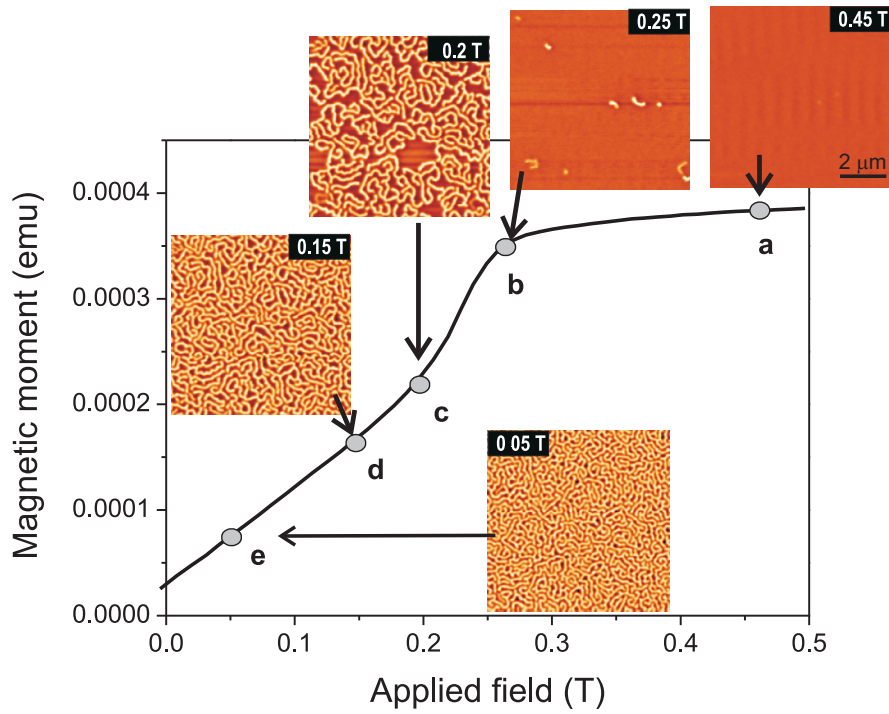 0.2 T
0.25 T
0.45 T
2 μm
0.15 T
0 05 T
a
b
c
d
e
Magnetic moment (emu)
0.0004
0.0003
0.0002
0.0001
0.0000
0.0
0.1
0.2
0.3
0.4
0.5
Applied field (T)